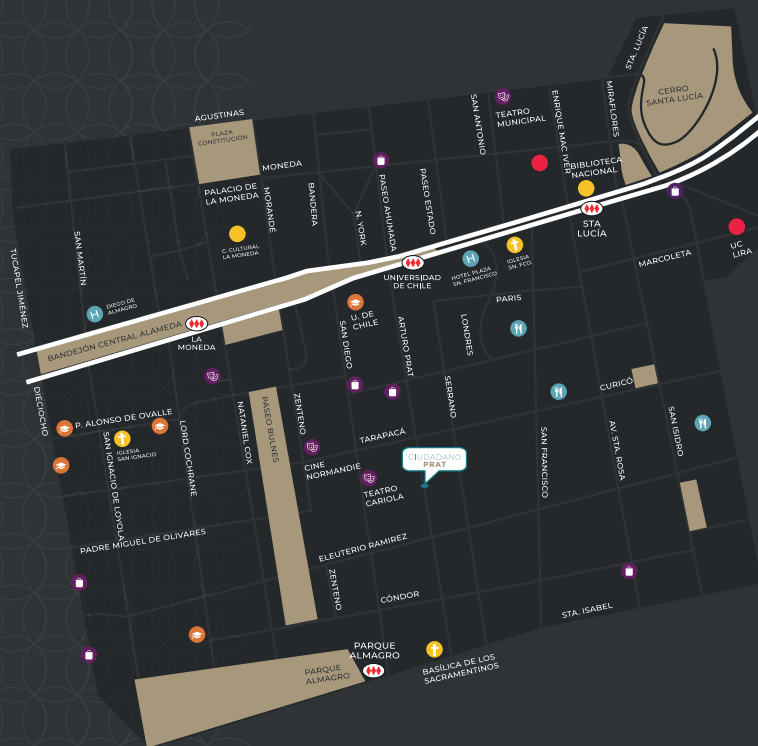 STA. LUCÍA
CERRO
SANTA LUCÍA
AGUSTINAS
PLAZA
CONSTITUCIÓN
SAN ANTONIO
TEATRO
MUNICIPAL
ENRIQUE MAC IVER
MIRAFLORES
MONEDA
PALACIO DE
LA MONEDA
MORANDÉ
BANDERA
N. YORK
PASEO AHUMADA
PASEO ESTADO
BIBLIOTECA
NACIONAL
STA
LUCÍA
C. CULTURAL
LA MONEDA
TUCAPEL JIMÉNEZ
SAN MARTÍN
UNIVERSIDAD
DE CHILE
HOTEL PLAZA
SN. FRANCISCO
IGLESIA
SN. FCO.
MARCOLETA
UC
LIRA
DIEGO DE
ALMAGRO
BANDEJÓN CENTRAL ALAMEDA
LA
MONEDA
U. DE
CHILE
PARIS
SAN DIEGO
ARTURO PRAT
LONDRES
CURICÓ
DIECIOCHO
P. ALONSO DE OVALLE
IGLESIA
SAN IGNACIO
SAN IGNACIO DE LOYOLA
LORD COCHRANE
NATANIEL COX
PASEO BULNES
ZENTENO
SERRANO
TARAPACÁ
CINE
NORMANDIE
TEATRO
CARIOLA
CIUDADANO
PRAT
SAN FRANCISCO
AV. STA. ROSA
SAN ISIDRO
PADRE MIGUEL DE OLIVARES
ELEUTERIO RAMIREZ
ZENTENO
CÓNDOR
STA. ISABEL
PARQUE
ALMAGRO
PARQUE
ALMAGRO
BASÍLICA DE LOS
SACRAMENTINOS